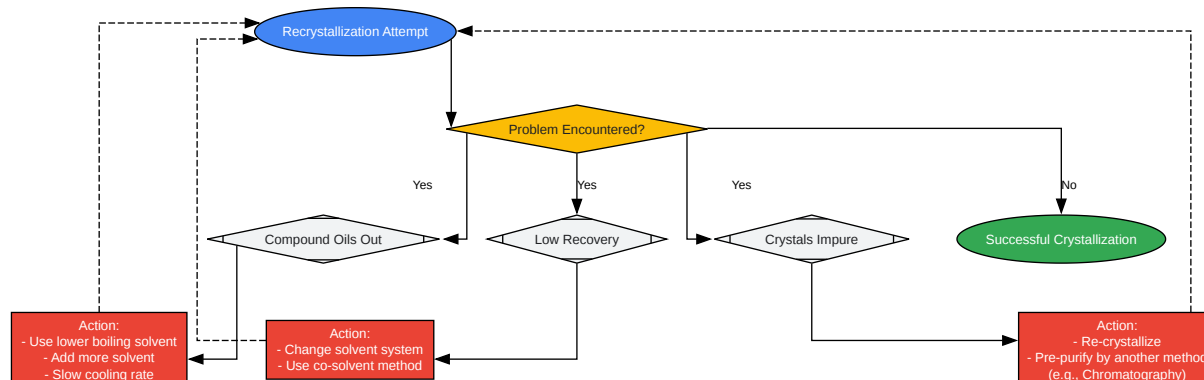 Recrystallization Attempt
Problem Encountered?
Yes
Yes
Yes
No
Compound Oils Out
Low Recovery
Crystals Impure
Successful Crystallization
Action:
- Use lower boiling solvent
- Add more solvent
- Slow cooling rate
Action:
- Change solvent system
- Use co-solvent method
Action:
- Re-crystallize
- Pre-purify by another method
(e.g., Chromatography)